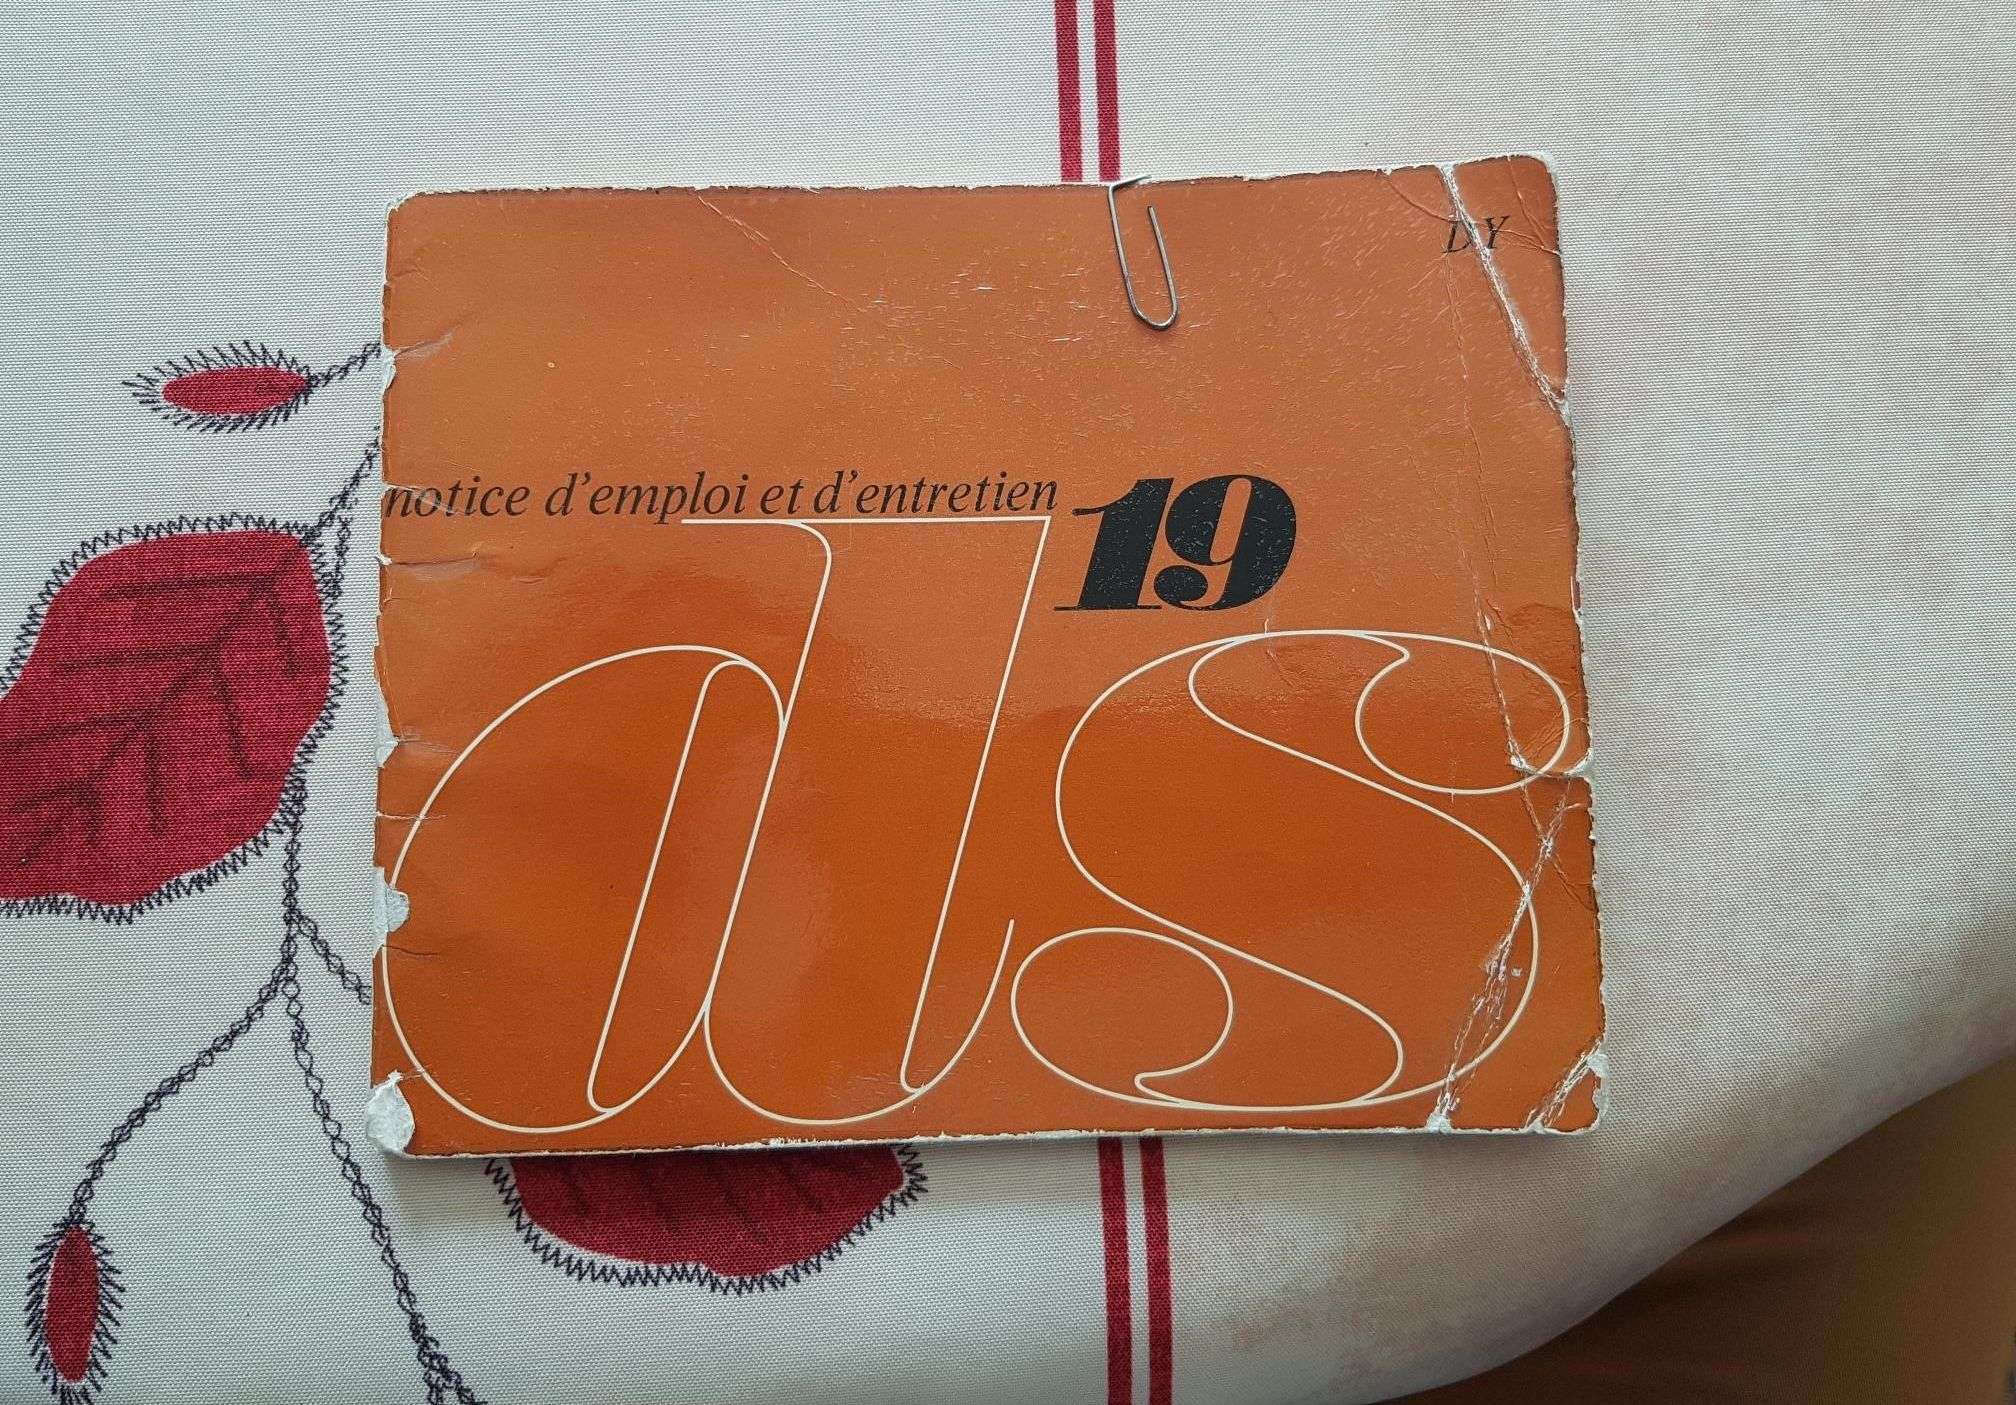 DY
notice d'emploi et d'entretien 19
ds